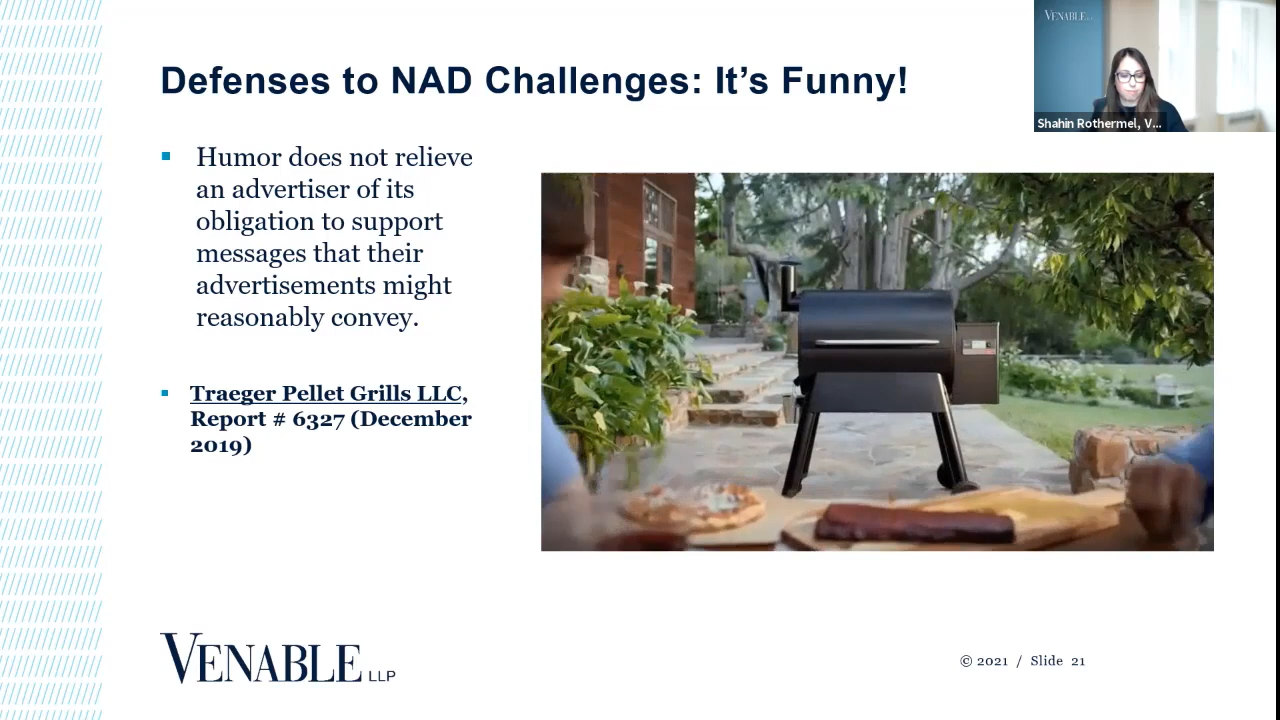 Defenses to NAD Challenges: It’s Funny!
VENABLE
Shahin Rothermel, V...
Humor does not relieve
an advertiser of its
obligation to support
messages that their
advertisements might
reasonably convey.
Traeger Pellet Grills LLC,
Report # 6327 (December
2019)
VENABLE LLP
© 2021 / Slide 21